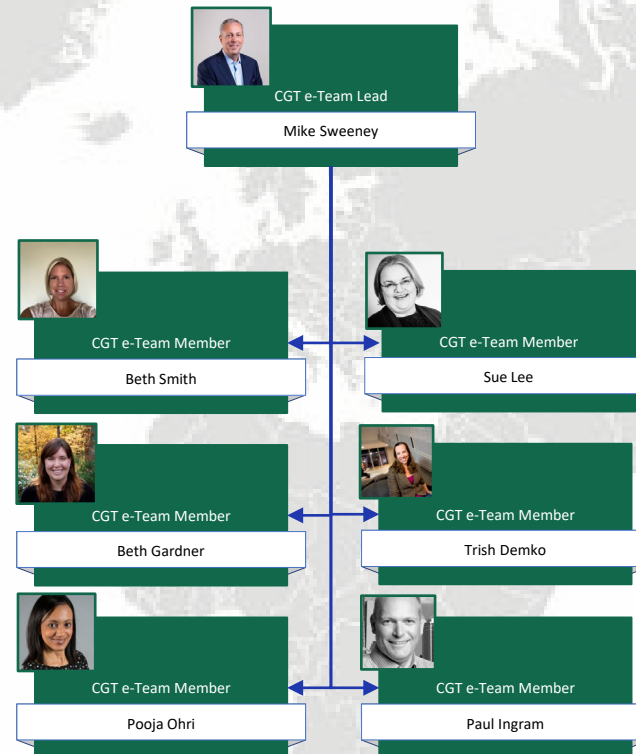 CGT e-Team Lead
Mike Sweeney
CGT e-Team Member
Beth Smith
CGT e-Team Member
Sue Lee
CGT e-Team Member
Beth Gardner
CGT e-Team Member
Trish Demko
CGT e-Team Member
Pooja Ohri
CGT e-Team Member
Paul Ingram